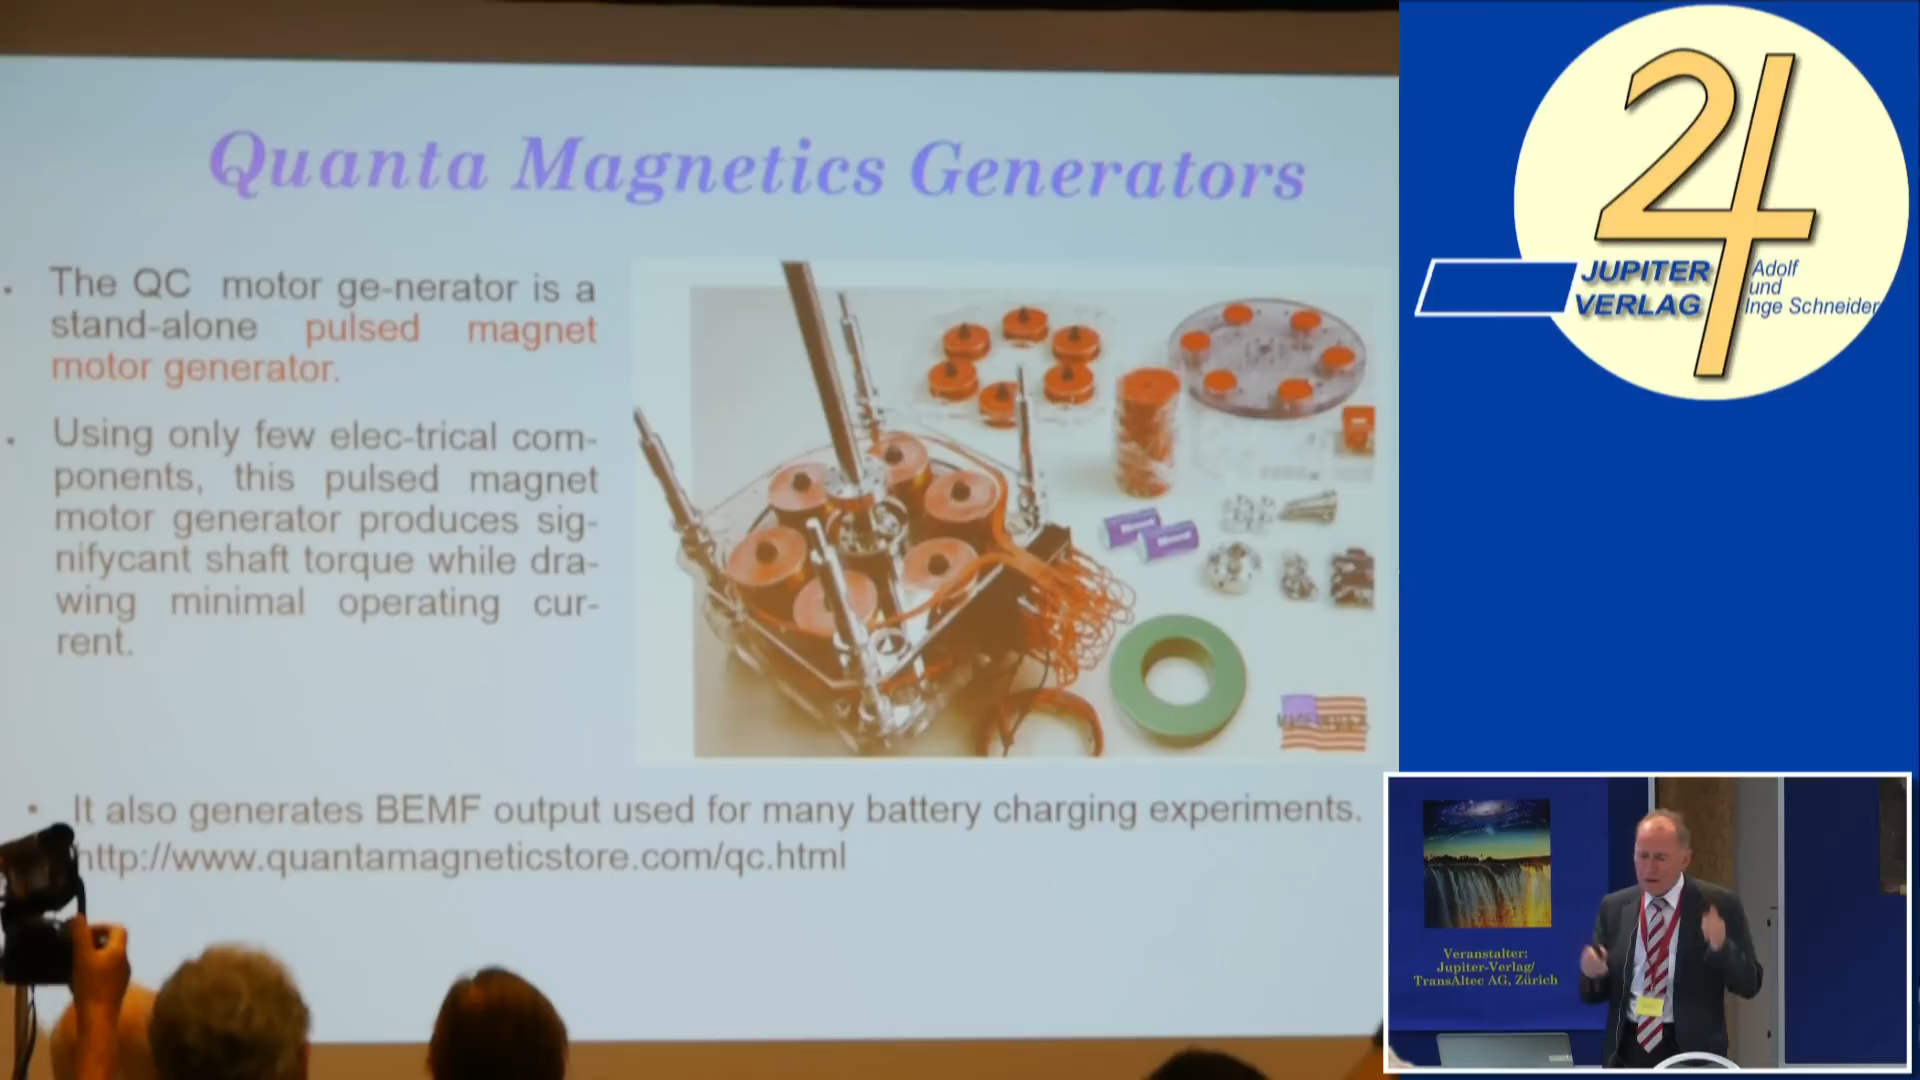 Quanta Magnetics Generators
The QC motor ge-nerator is a
stand-alone pulsed magnet
motor generator.
Using only few elec-trical com-
ponents, this pulsed magnet
motor generator produces sig-
nifycant shaft torque while dra-
wing minimal operating cur-
rent.
It also generates BEMF output used for many battery charging experiments.
http://www.quantamagneticstore.com/qc.html
JUPITER
VERLAG
Adolf
und
Inge Schneider
Veranstalter:
Jupiter-Verlag/
TransAltec AG, Zürich